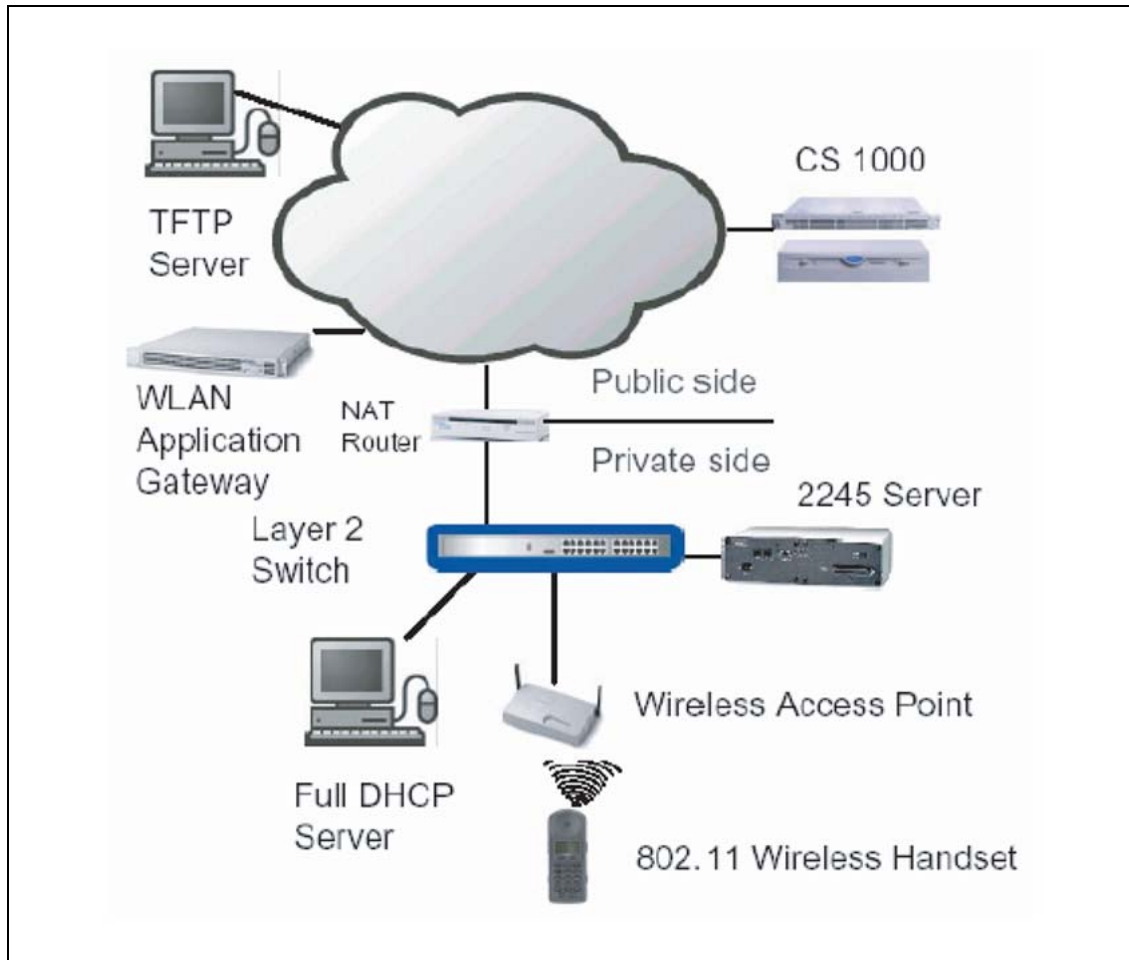 TFTP
Server
CS 1000
WLAN
Application
Gateway
NAT
Router
Public side
Private side
2245 Server
Layer 2
Switch
Wireless Access Point
Full DHCP
Server
802.11 Wireless Handset